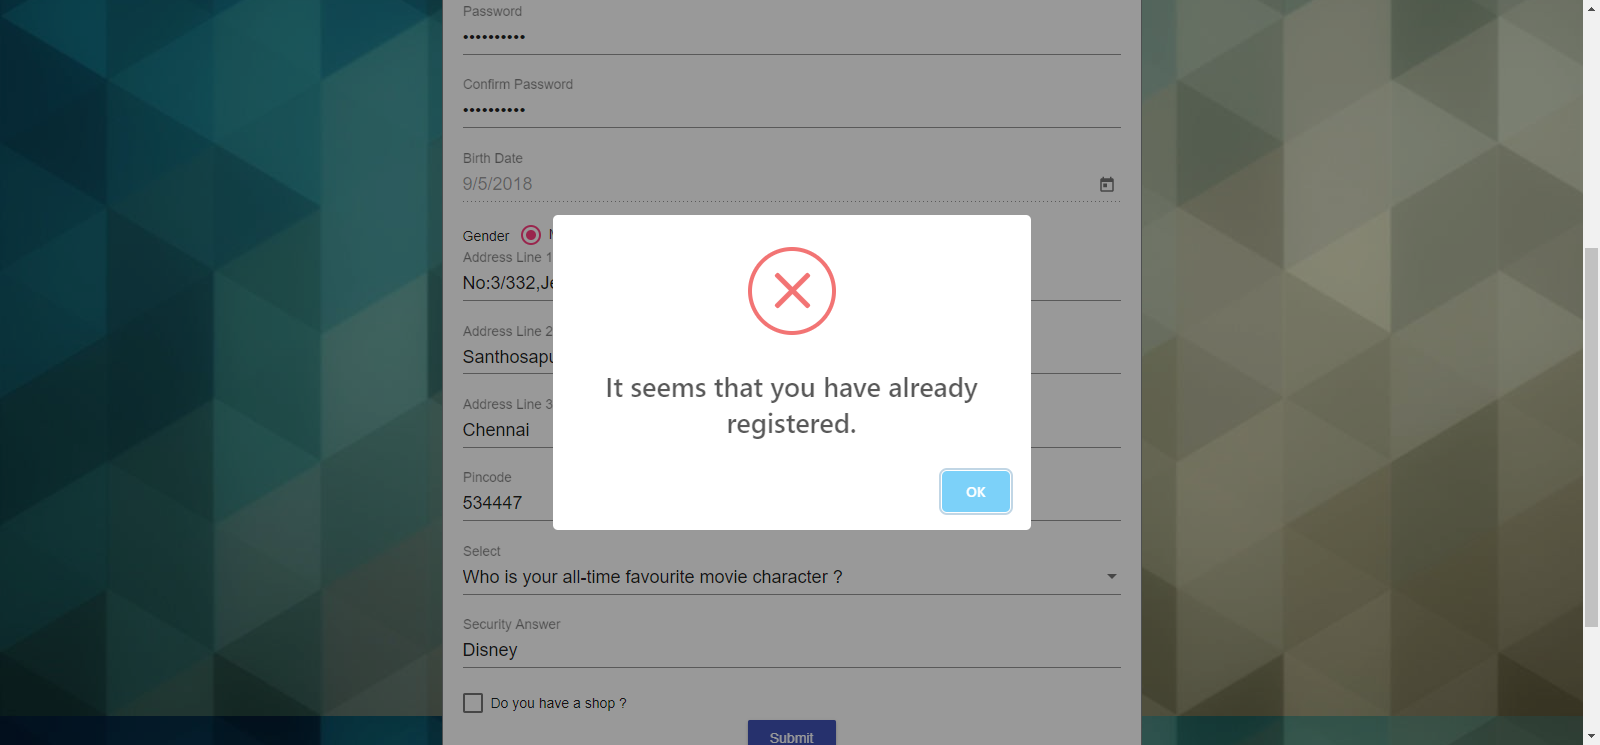 Password
••••••••••
Confirm Password
••••••••••
Birth Date
9/5/2018
Gender
Address Line 1
No:3/332,
Address Line 2
Address Line 3
Chennai
Pincode
534447
It seems that you have already
registered.
OK
Select
Who is your all-time favourite movie character ?
Security Answer
Disney
Do you have a shop ?
Submit